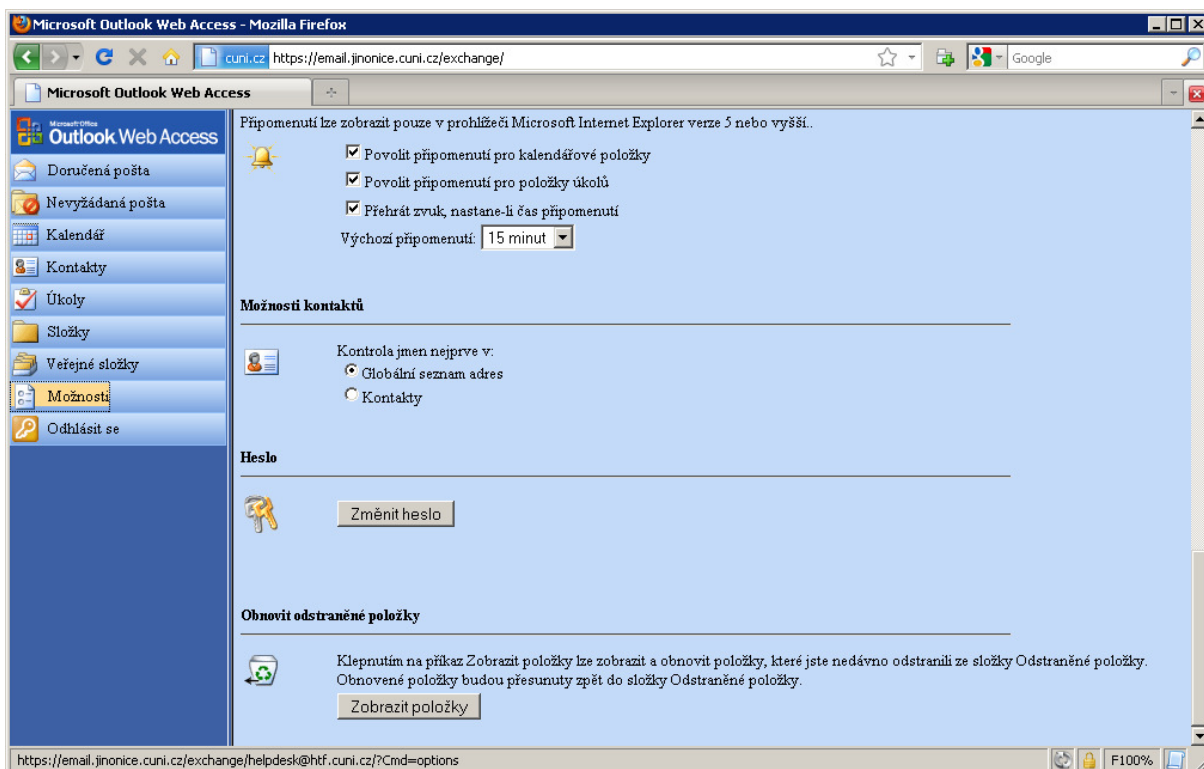 Microsoft Outlook Web Access - Mozilla Firefox
cuni.cz https://email.jinonice.cuni.cz/exchange/
Google
Microsoft Outlook Web Access
Microsoft Office
Outlook Web Access
Doručená pošta
Nevyžádaná pošta
Kalendář
Kontakty
Úkoly
Složky
Veřejné složky
Možnosti
Odhlásit se
Připomenutí lze zobrazit pouze v prohlížeči Microsoft Internet Explorer verze 5 nebo vyšší..
Povolit připomenutí pro kalendářové položky
Povolit připomenutí pro položky úkolů
Přehrát zvuk, nastane-li čas připomenutí
Výchozí připomenutí: 15 minut
Možnosti kontaktů
Kontrola jmen nejprve v:
Globální seznam adres
Kontakty
Heslo
Změnit heslo
Obnovit odstraněné položky
Klepnutím na příkaz Zobrazit položky lze zobrazit a obnovit položky, které jste nedávno odstranili ze složky Odstraněné položky.
Obnovené položky budou přesunuty zpět do složky Odstraněné položky.
Zobrazit položky
https://email.jinonice.cuni.cz/exchange/helpdesk@htf.cuni.cz/?Cmd=options
F100%